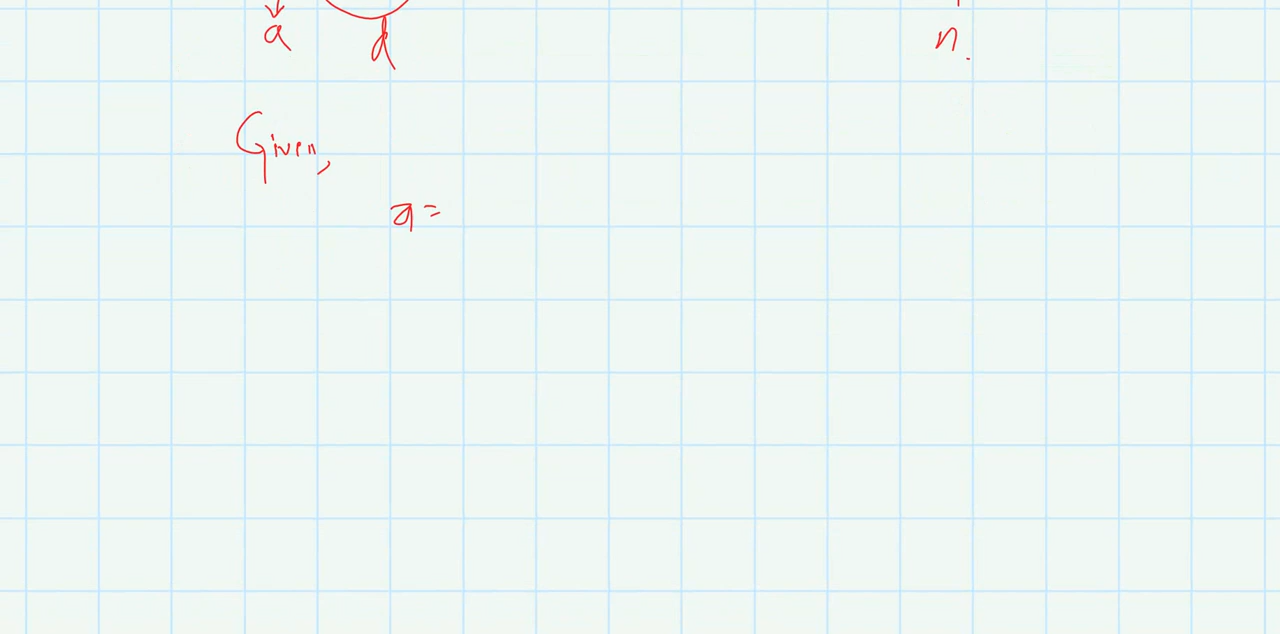 a d n.
Given,
a =